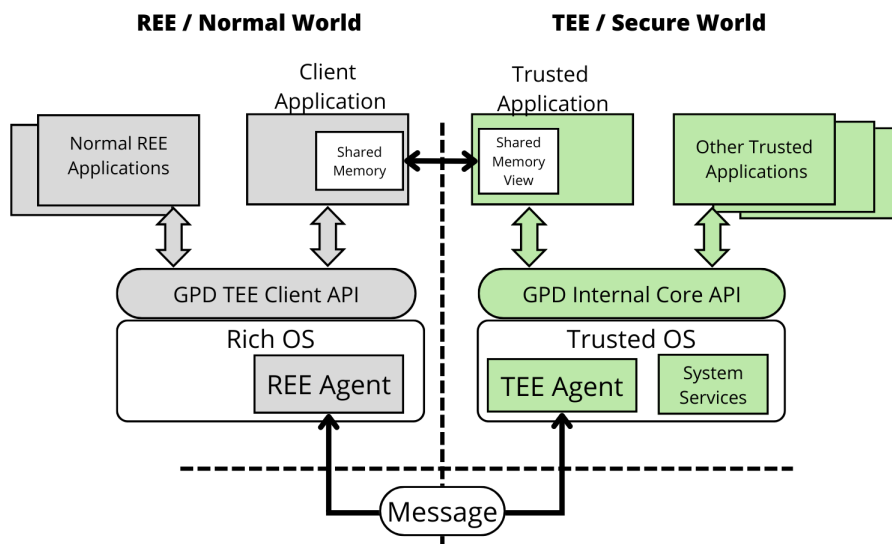 REE / Normal World
TEE / Secure World
Client
Application
Trusted
Application
Normal REE
Applications
Shared
Memory
Shared
Memory
View
Other Trusted
Applications
GPD TEE Client API
GPD Internal Core API
Rich OS
Trusted OS
REE Agent
TEE Agent
System
Services
Message